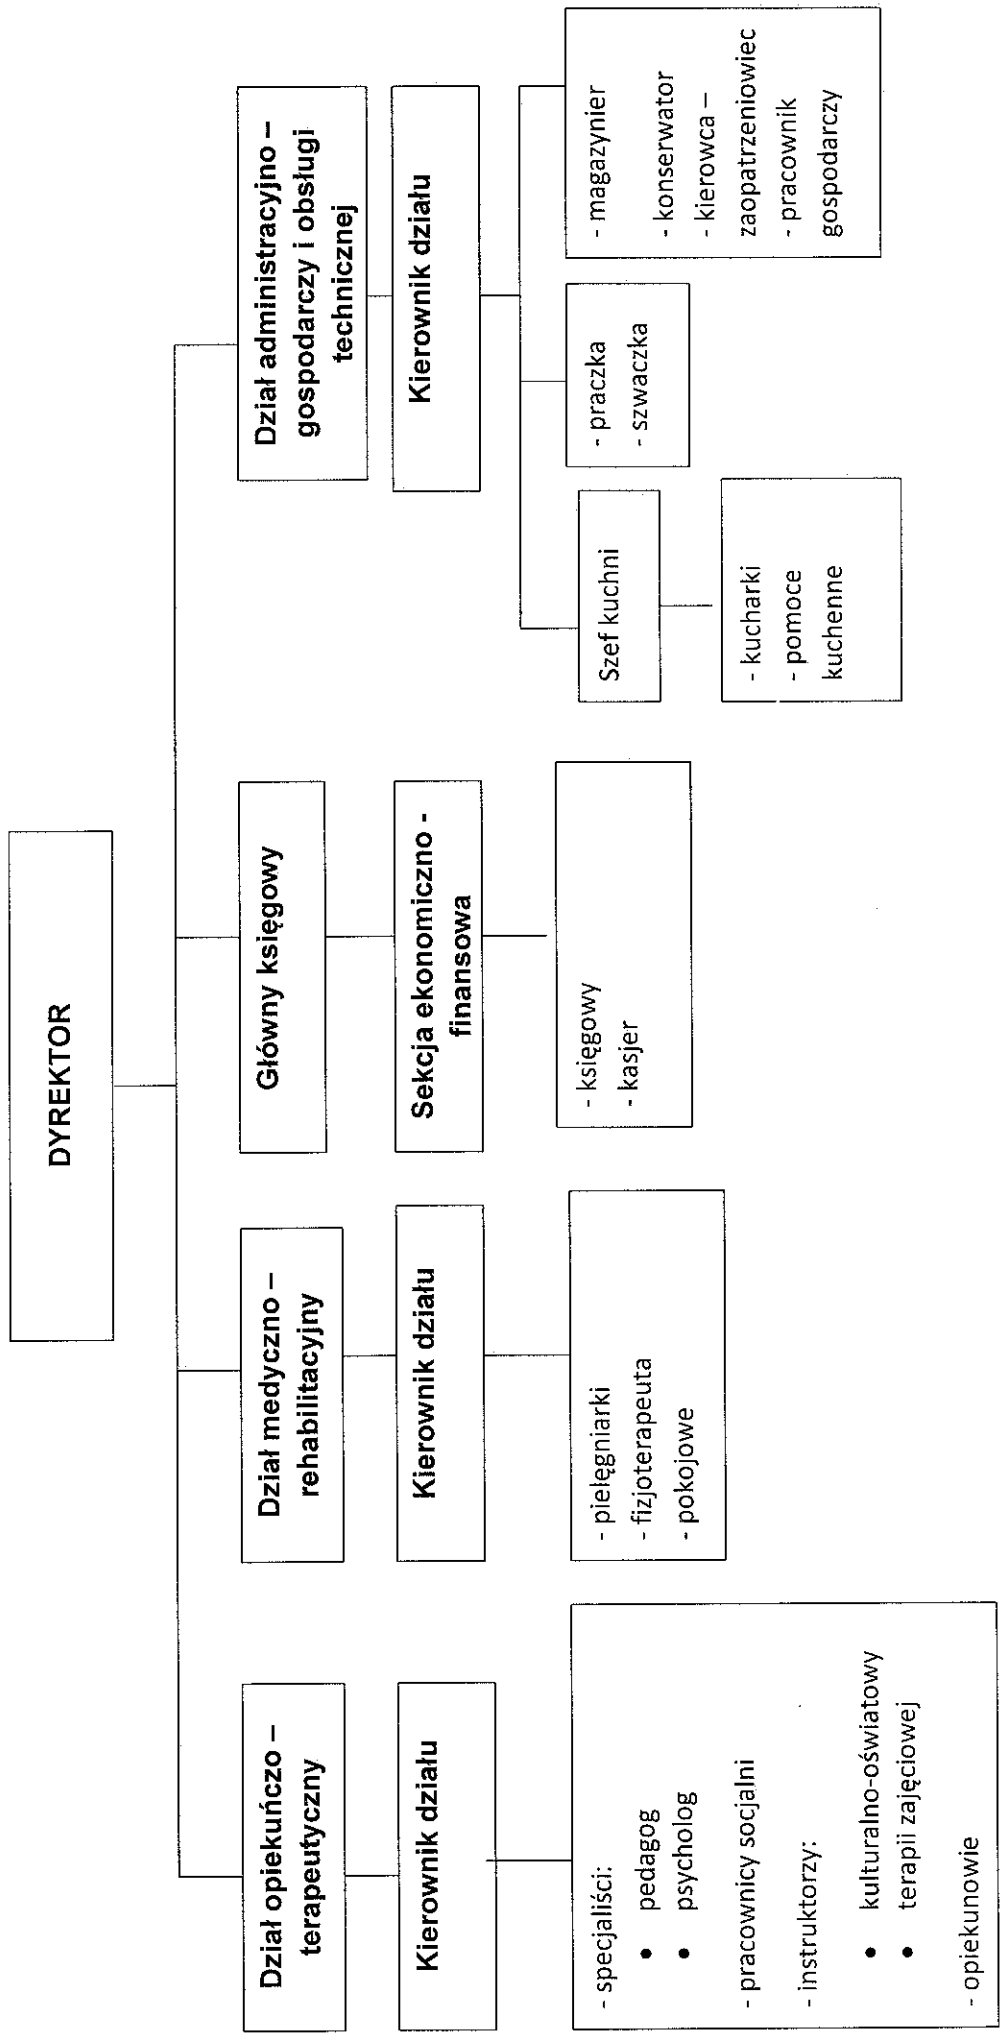 DYREKTOR
Dział opiekuńczo –
terapeutyczny
Kierownik działu
- specjaliści:
• pedagog
• psycholog
- pracownicy socjalni
- instruktorzy:
• kulturalno-oświatowy
• terapii zajęciowej
- opiekunowie
Dział medyczno –
rehabilitacyjny
Kierownik działu
- pielęgniarki
- fizjoterapeuta
- pokojowe
Główny księgowy
Sekcja ekonomiczno -
finansowa
- księgowy
- kasjer
Dział administracyjno –
gospodarczy i obsługi
technicznej
Kierownik działu
Szef kuchni
- kucharki
- pomoce
kuchenne
- praczka
- szwaczka
- magazynier
- konserwator
- kierowca –
zaopatrzeniowiec
- pracownik
gospodarczy